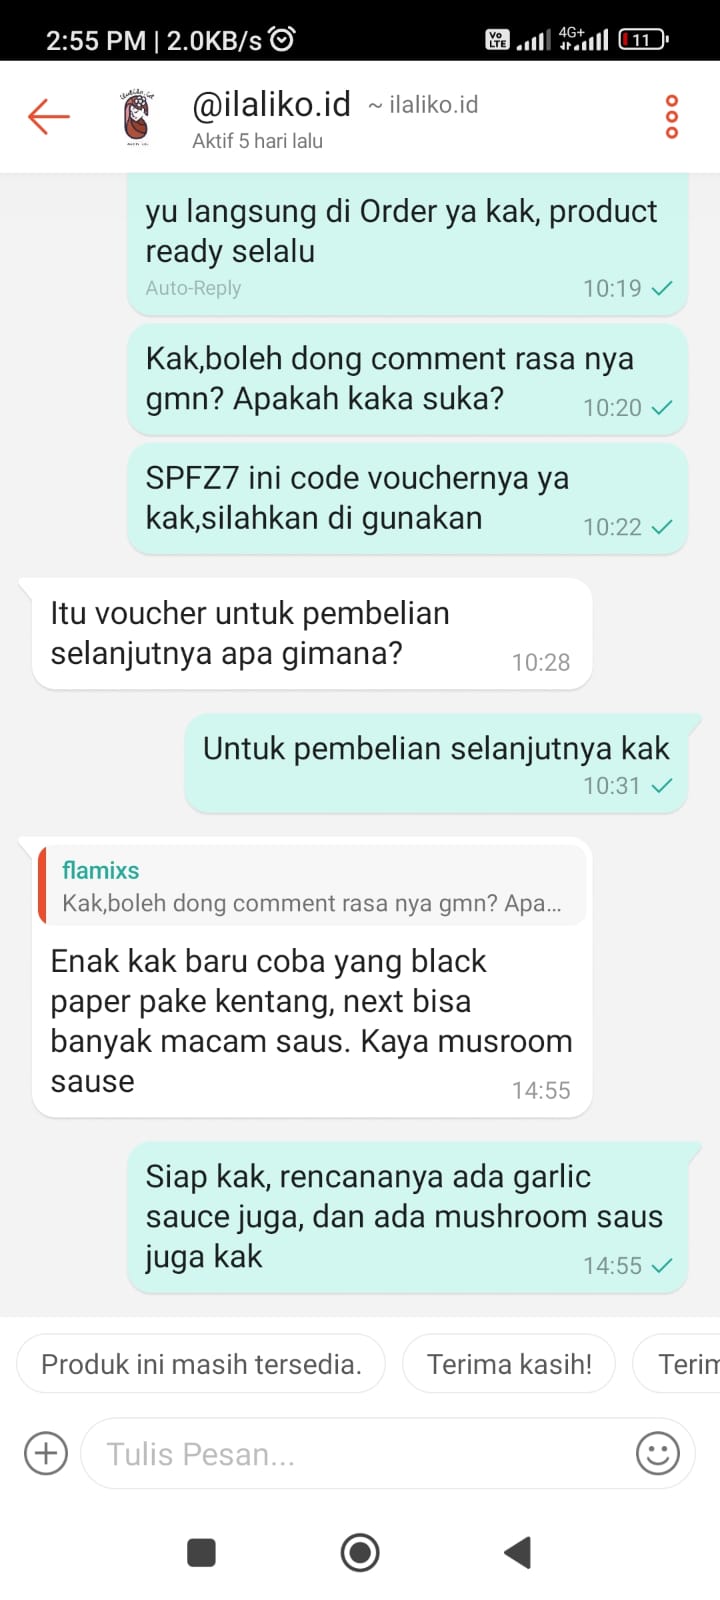 2:55 PM | 2.0KB/s
Vo LTE 4G+ 11
@ilaliko.id ~ ilaliko.id
Aktif 5 hari lalu
yu langsung di Order ya kak, product
ready selalu
Auto-Reply 10:19
Kak,boleh dong comment rasa nya
gmn? Apakah kaka suka? 10:20
SPFZ7 ini code vouchernya ya
kak,silahkan di gunakan 10:22
Itu voucher untuk pembelian
selanjutnya apa gimana? 10:28
Untuk pembelian selanjutnya kak
10:31
flamixs
Kak,boleh dong comment rasa nya gmn? Apa...
Enak kak baru coba yang black
paper pake kentang, next bisa
banyak macam saus. Kaya musroom
sause 14:55
Siap kak, rencananya ada garlic
sauce juga, dan ada mushroom saus
juga kak 14:55
Produk ini masih tersedia. Terima kasih! Terim
Tulis Pesan...